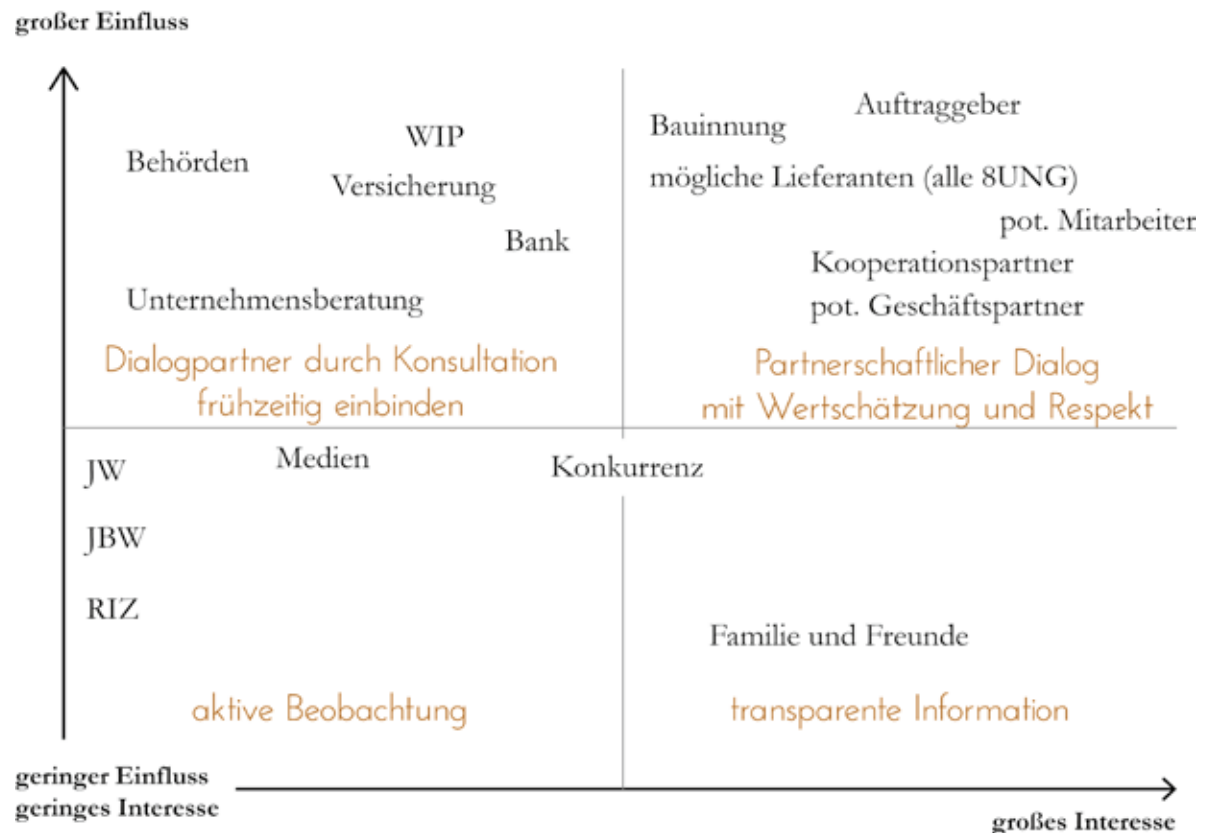 großer Einfluss
Auftraggeber
Bauinnung
WIP
Behörden
Versicherung
mögliche Lieferanten (alle 8UNG)
pot. Mitarbeiter
Bank
Kooperationspartner
Unternehmensberatung
pot. Geschäftspartner
Dialogpartner durch Konsultation
frühzeitig einbinden
Partnerschaftlicher Dialog
mit Wertschätzung und Respekt
JW
Medien
Konkurrenz
JBW
RIZ
Familie und Freunde
aktive Beobachtung
transparente Information
geringer Einfluss
geringes Interesse
großes Interesse